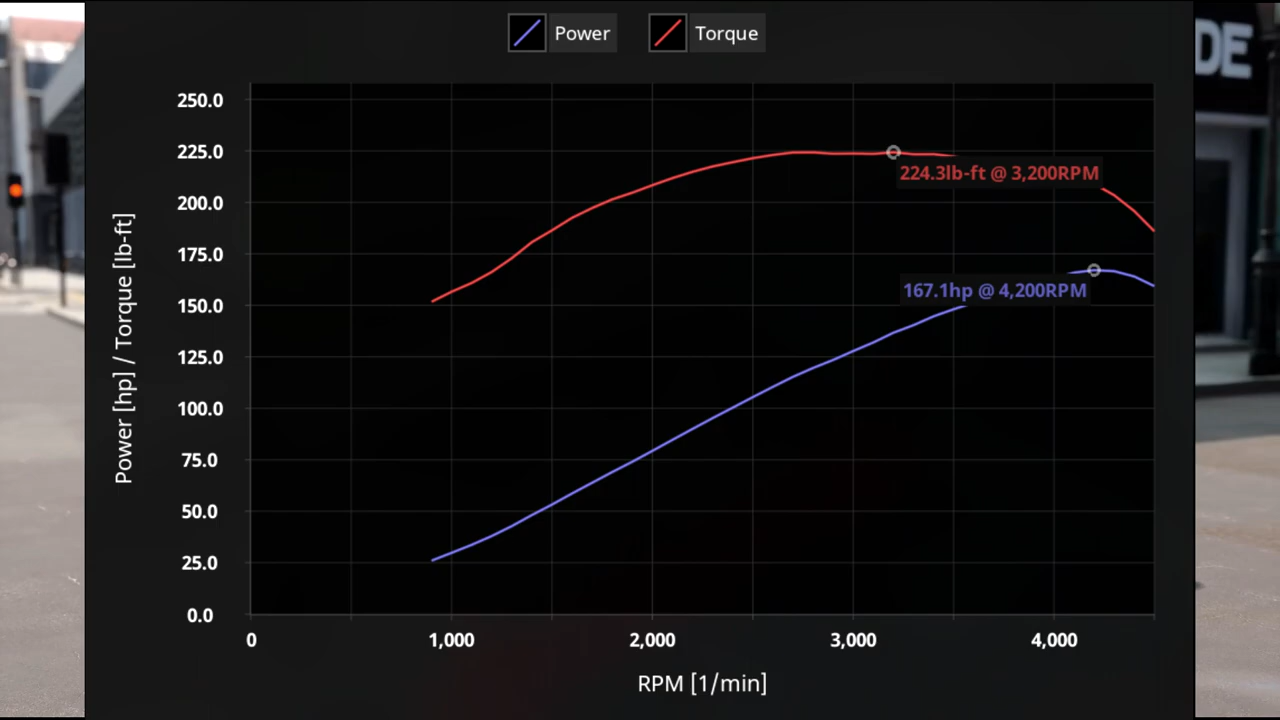 Power
Torque
DE
250.0
225.0
200.0
175.0
150.0
125.0
100.0
75.0
50.0
25.0
0.0
Power [hp] / Torque [lb-ft]
224.3lb-ft @ 3,200RPM
167.1hp @ 4,200RPM
0
1,000
2,000
3,000
4,000
RPM [1/min]